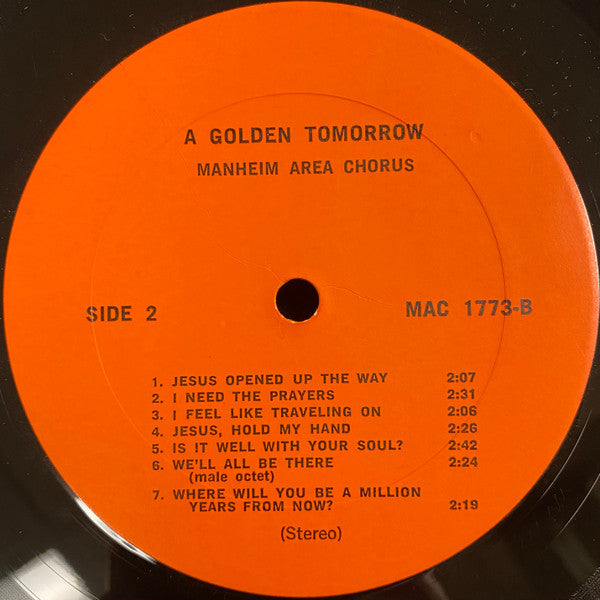 A GOLDEN TOMORROW
MANHEIM AREA CHORUS
SIDE 2 MAC 1773-B
1. JESUS OPENED UP THE WAY 2:07
2. I NEED THE PRAYERS 2:31
3. I FEEL LIKE TRAVELING ON 2:06
4. JESUS, HOLD MY HAND 2:26
5. IS IT WELL WITH YOUR SOUL? 2:42
6. WE'LL ALL BE THERE 2:24
(male octet)
7. WHERE WILL YOU BE A MILLION
YEARS FROM NOW? 2:19
(Stereo)